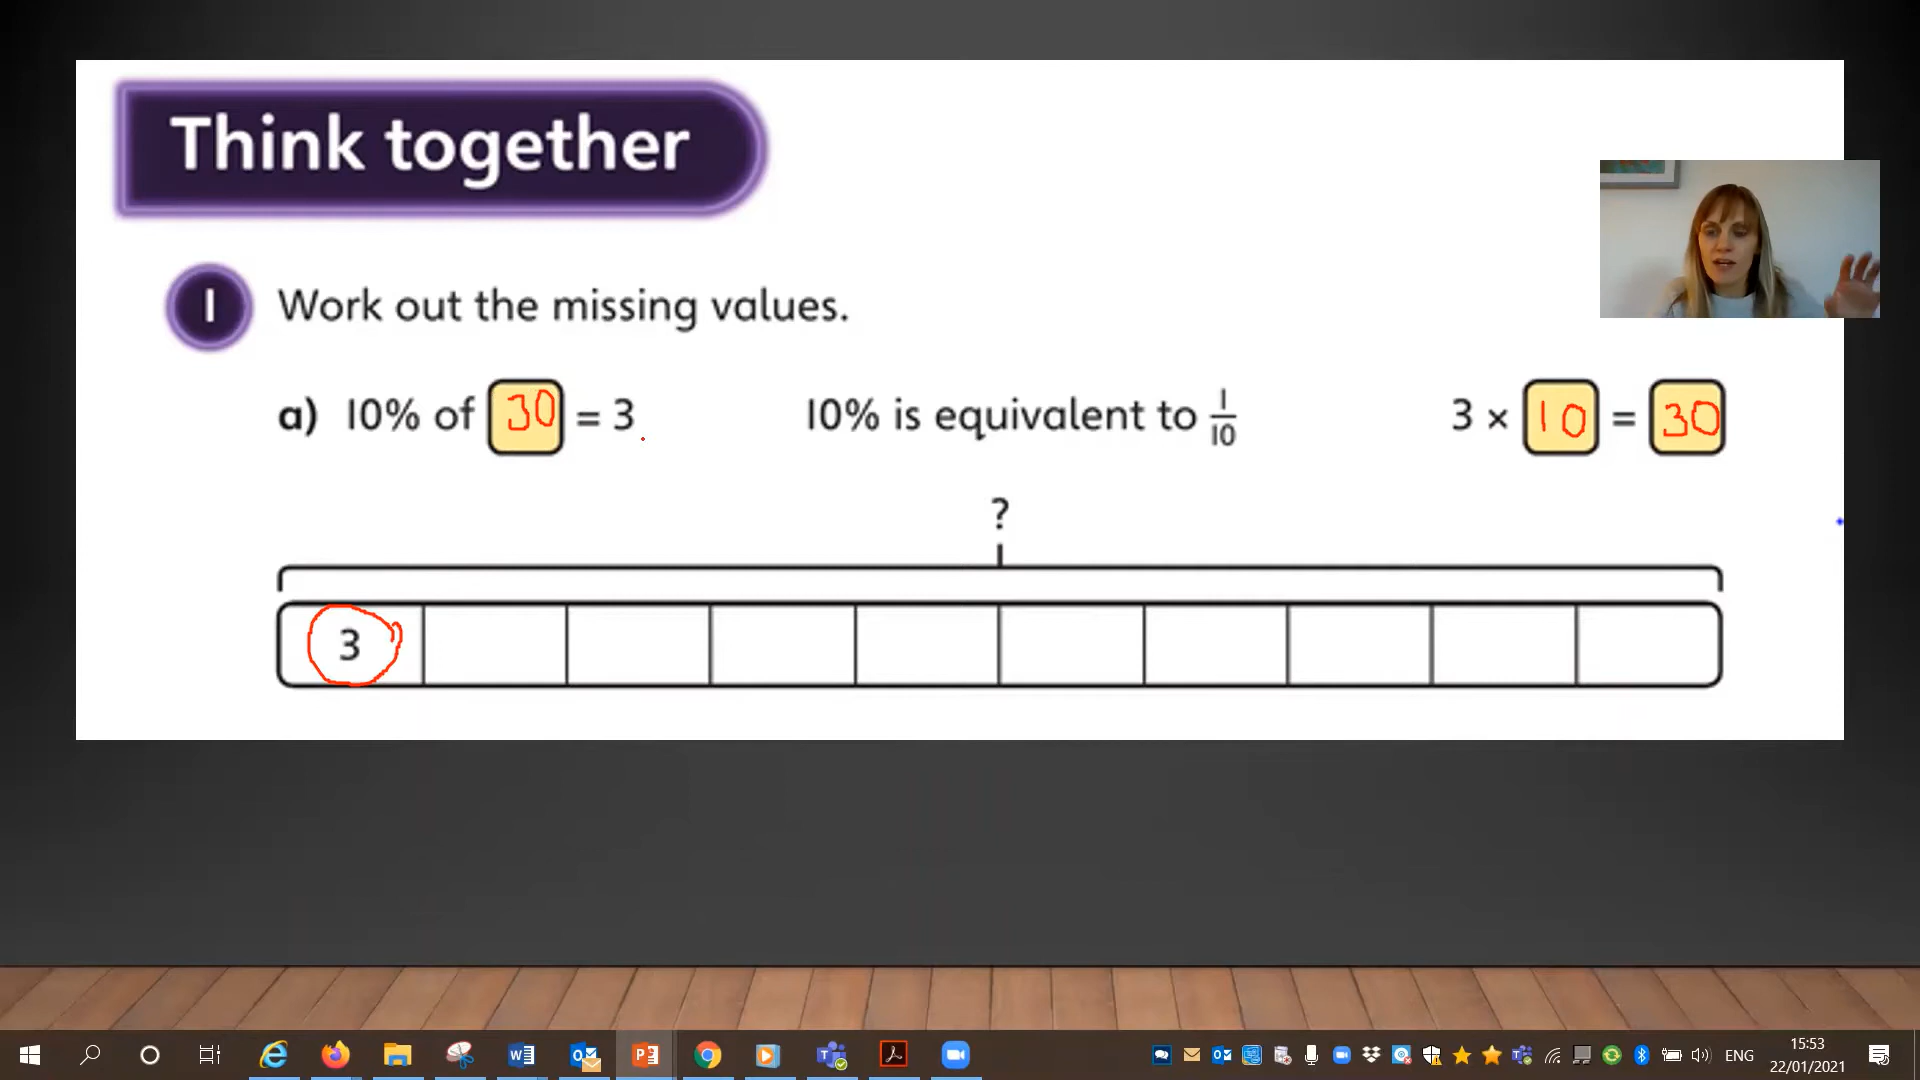 Think together
1 Work out the missing values.
a) 10% of 30 = 3 10% is equivalent to 1/10 3 × 10 = 30
?
3
ENG 15:53
22/01/2021